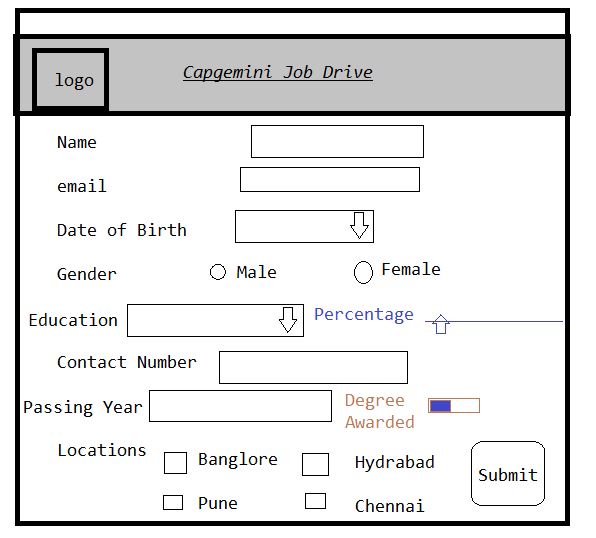 logo
Capgemini Job Drive
Name
email
Date of Birth
Gender
Male
Female
Education
Percentage
Contact Number
Passing Year
Degree
Awarded
Locations
Banglore
Hydrabad
Pune
Chennai
Submit